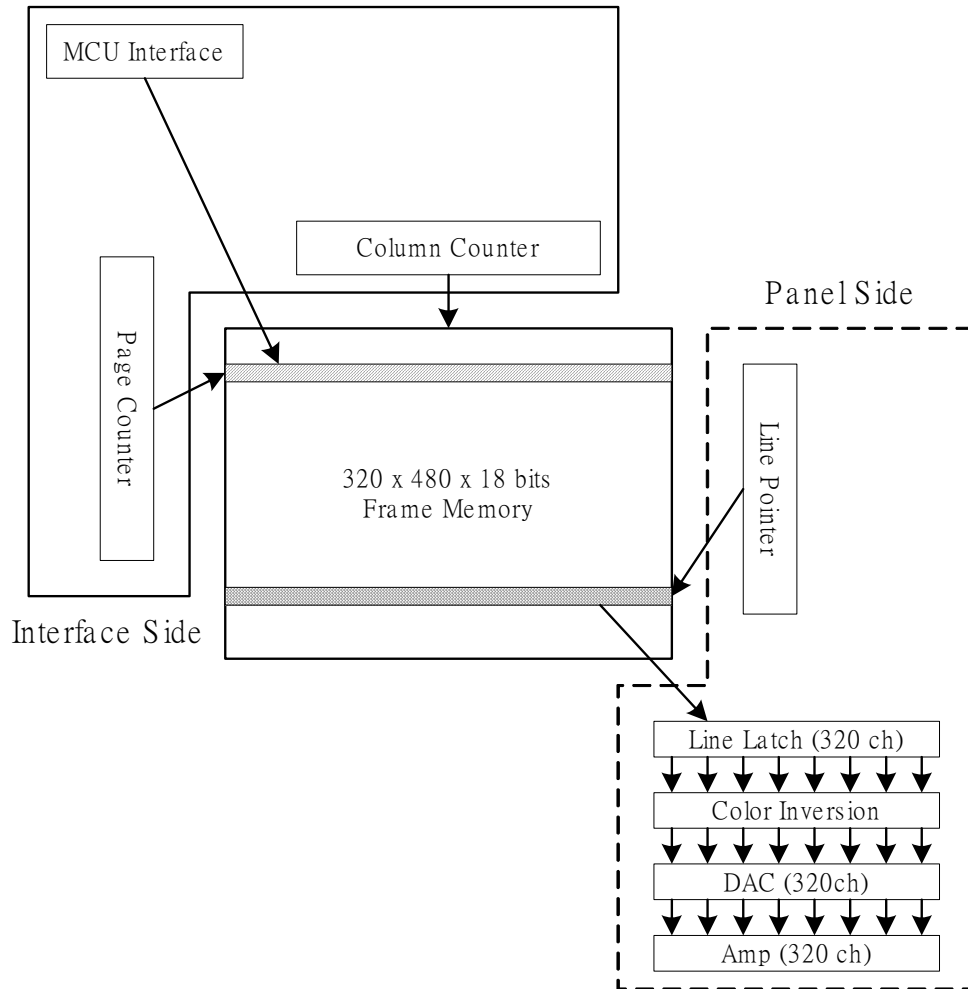 MCU Interface
Column Counter
Panel Side
Page Counter
320 x 480 x 18 bits
Frame Memory
Line Pointer
Interface Side
Line Latch (320 ch)
Color Inversion
DAC (320ch)
Amp (320 ch)